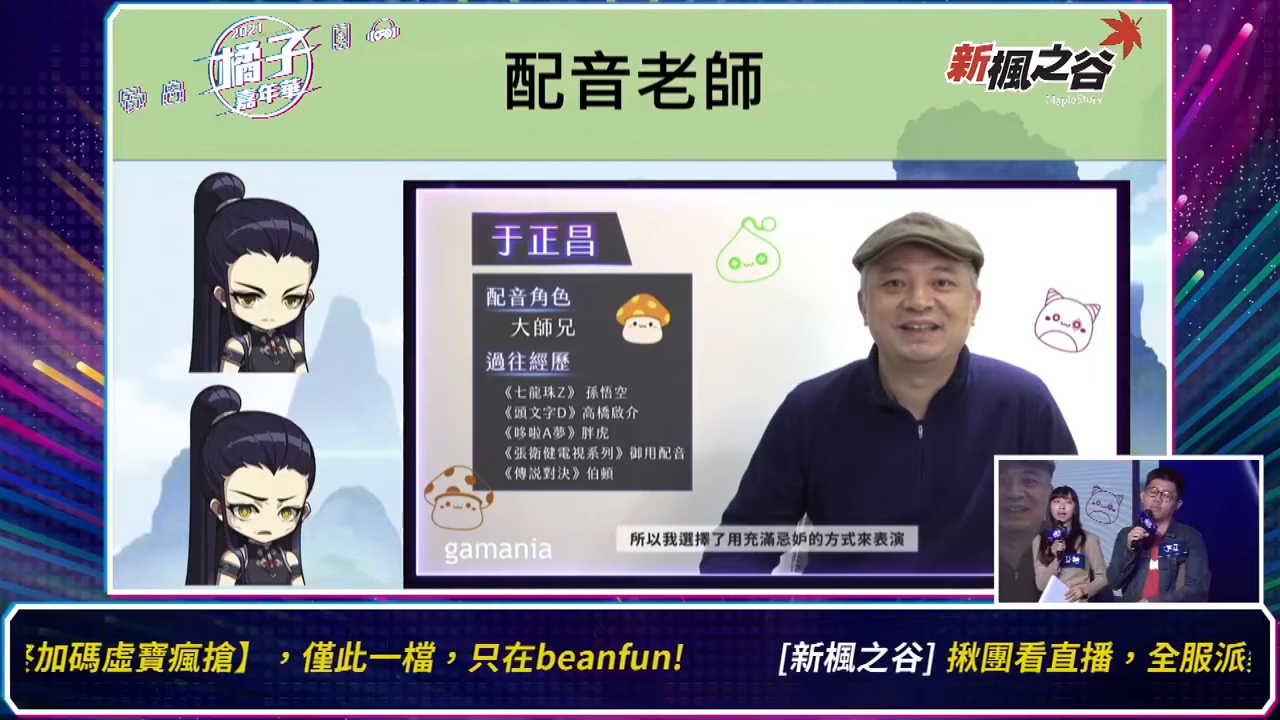 2021
橘子
嘉年華
配音老師
新楓之谷
MapleStory
于正昌
配音角色
大師兄
過往經歷
《七龍珠Z》 孫悟空
《頭文字D》高橋啟介
《哆啦A夢》胖虎
《張衛健電視系列》御用配音
《傳說對決》伯頓
gamania
所以我選擇了用充滿忌妒的方式來表演
加碼虛寶瘋搶】，僅此一檔，只在beanfun!
[新楓之谷] 揪團看直播，全服派